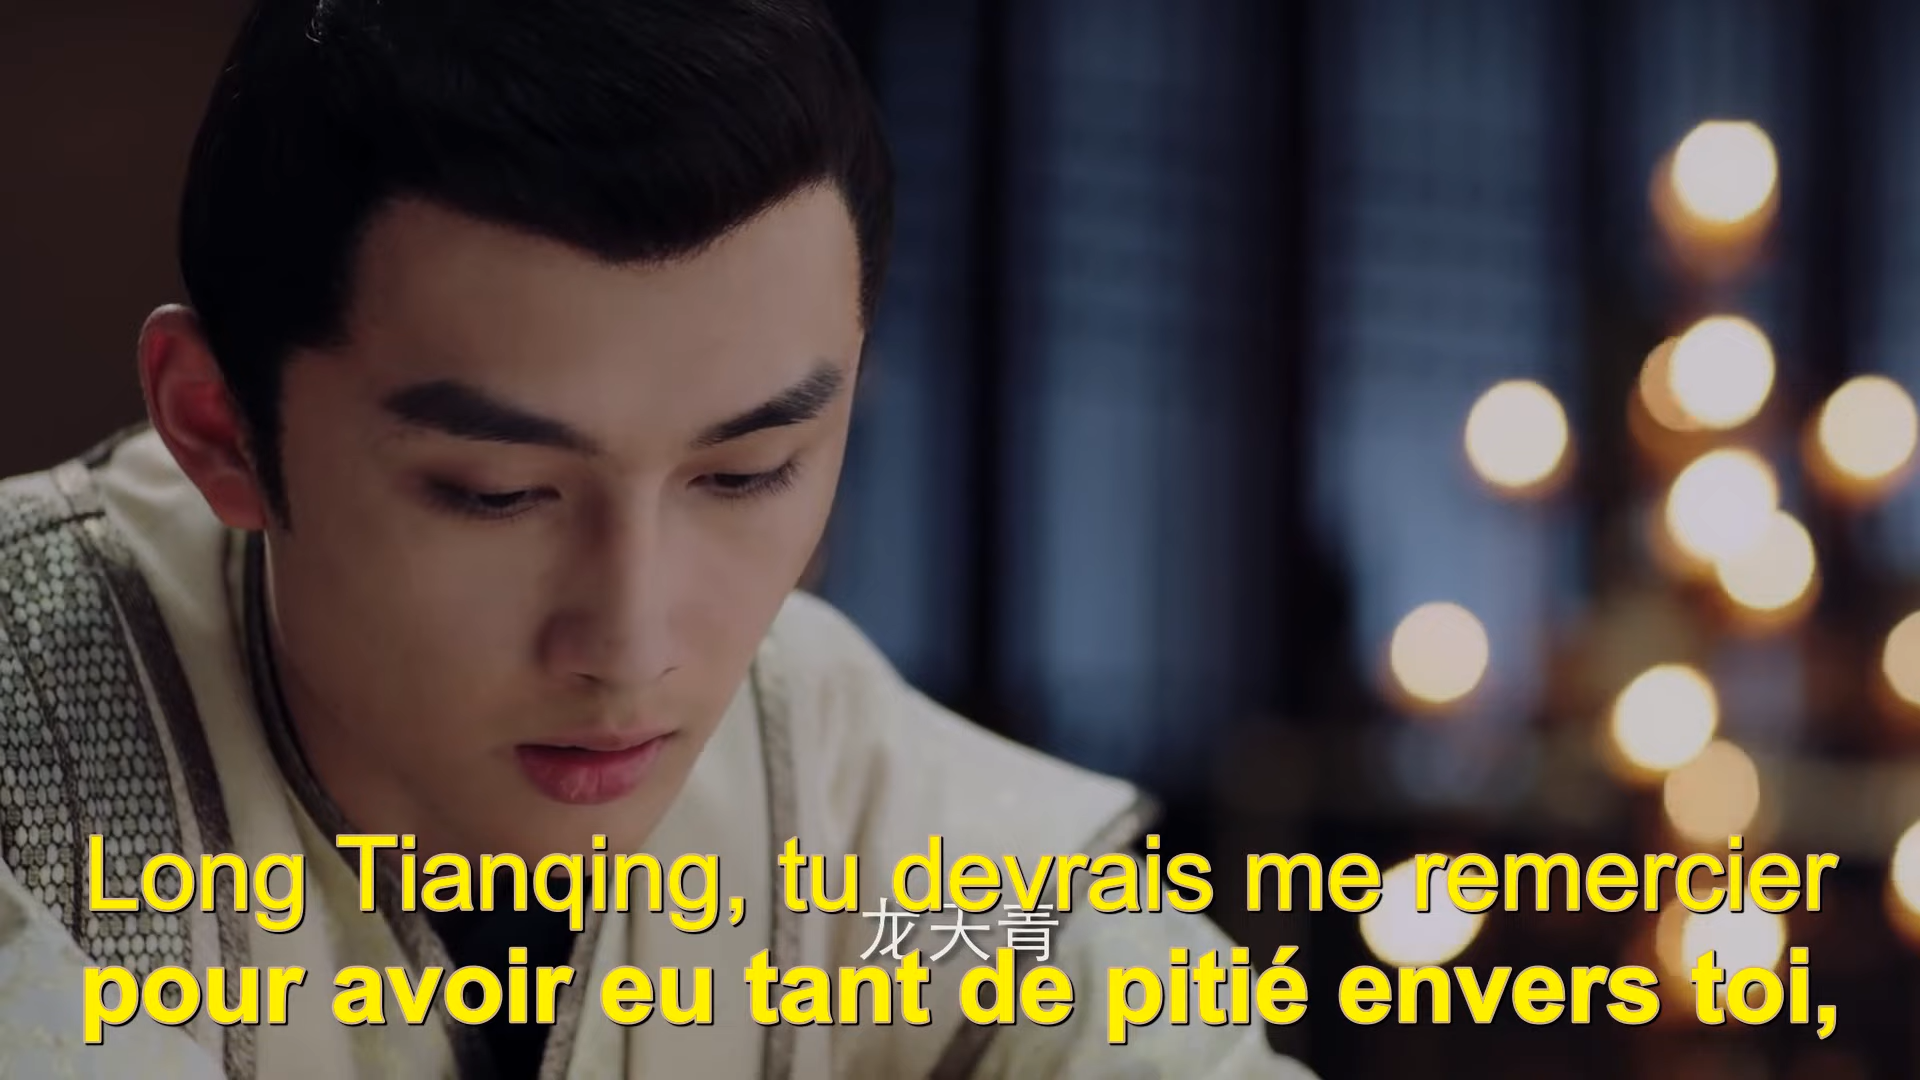 Long Tianqing, tu devrais me remercier
龙天青
pour avoir eu tant de pitié envers toi,